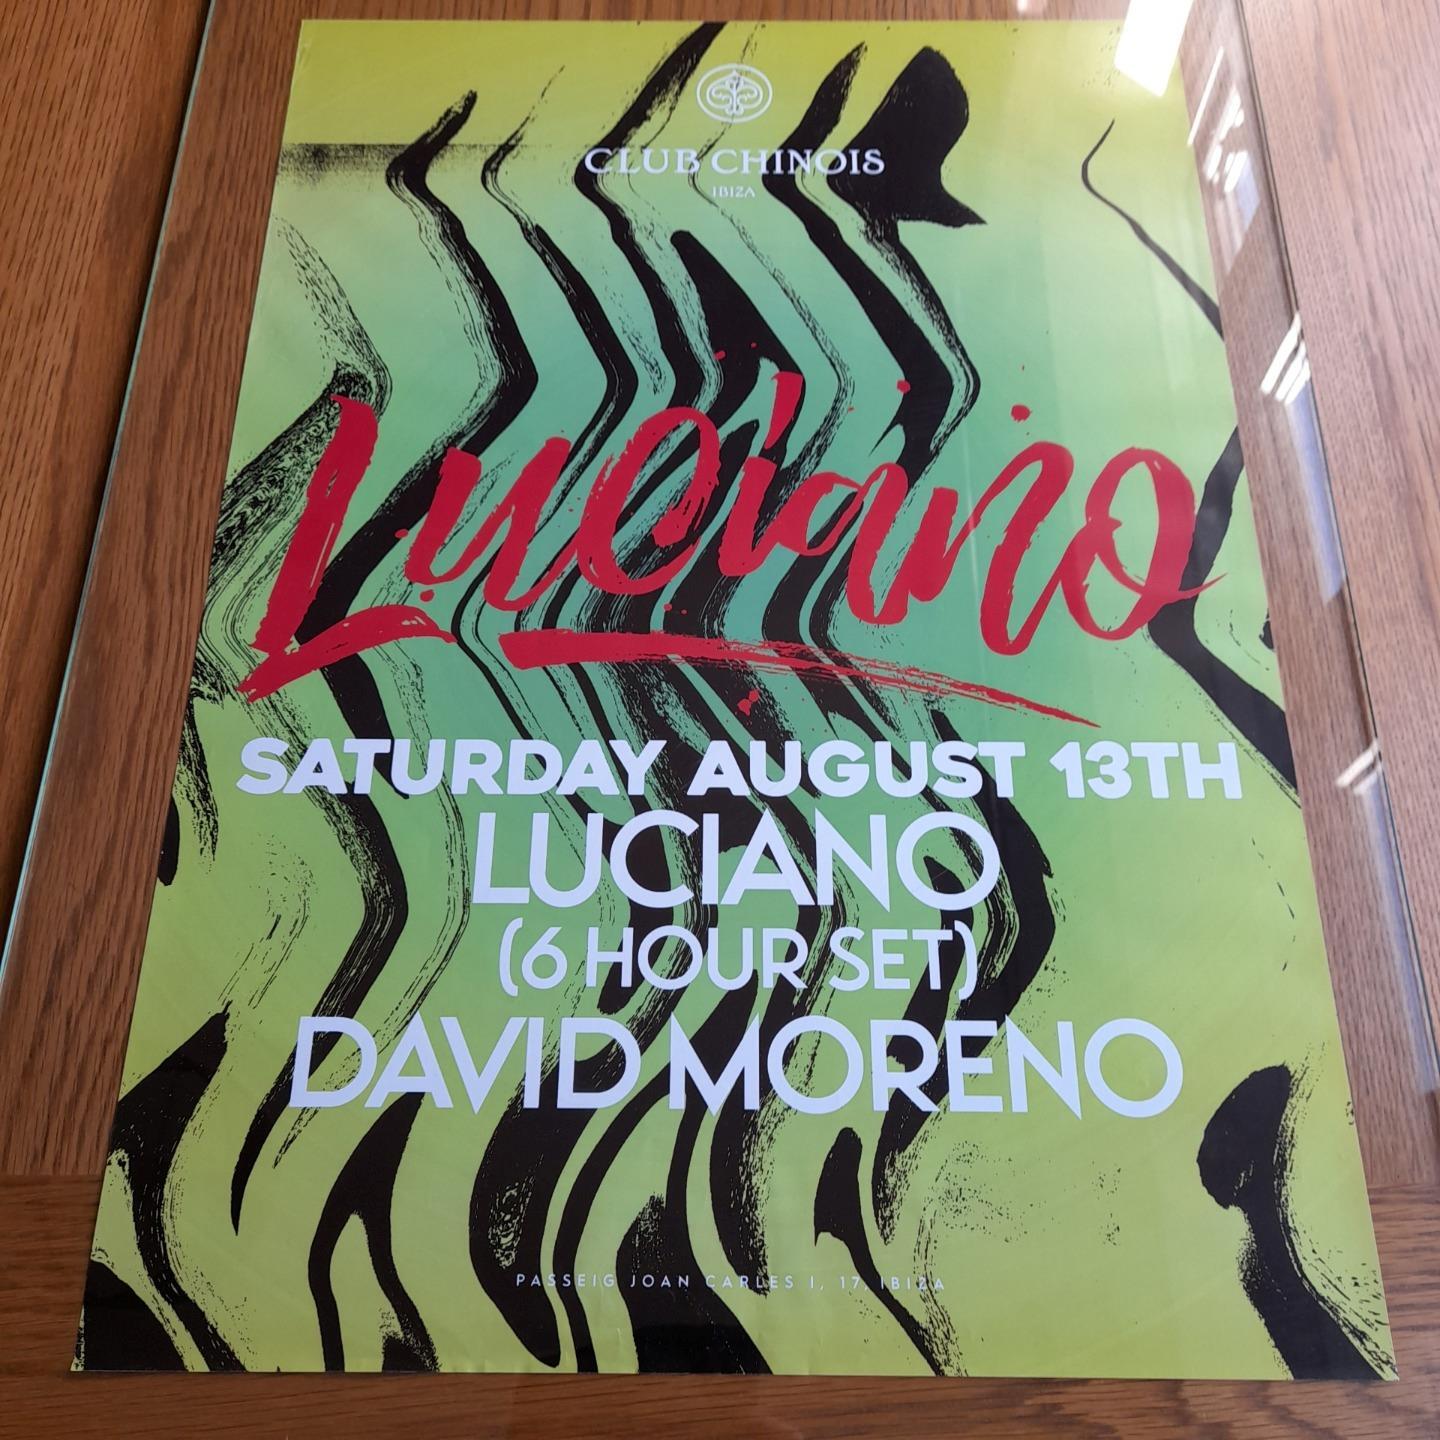 CLUB CHINOIS
IBIZA
Luciano
SATURDAY AUGUST 13TH
LUCIANO
(6 HOUR SET)
DAVID MORENO
PASSEIG JOAN CARLES I, 17, IBIZA